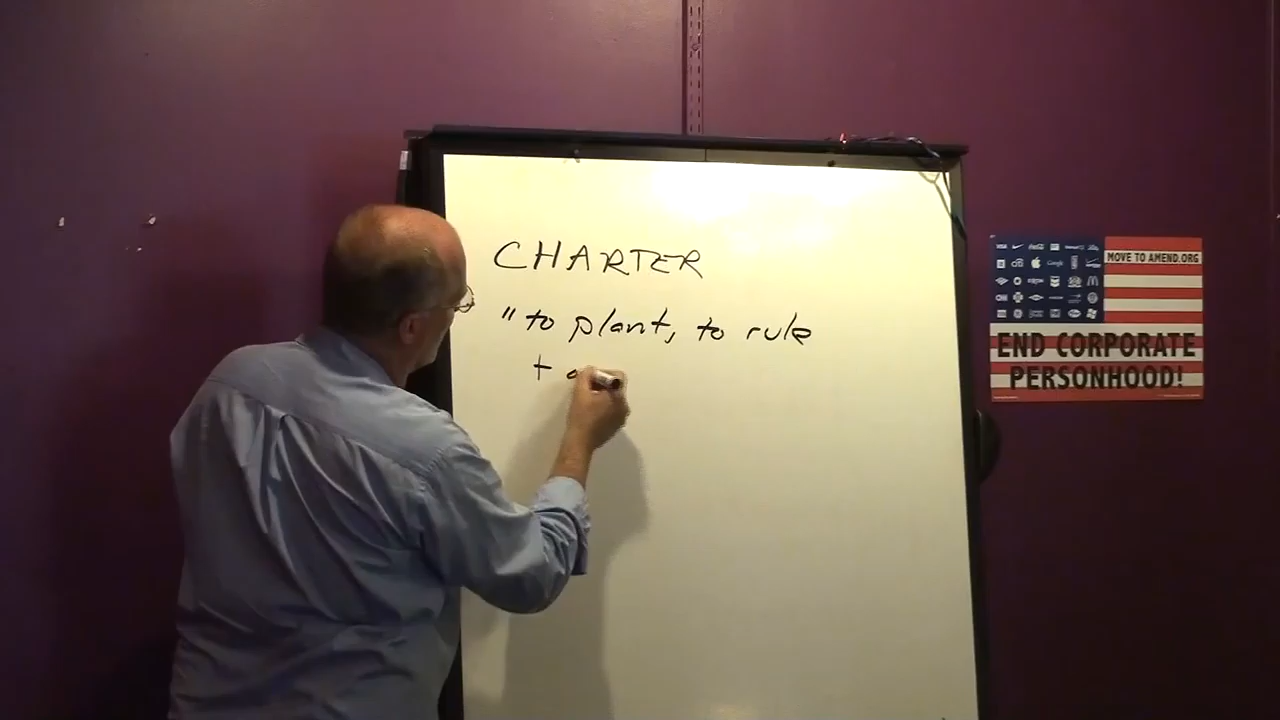 CHARTER
"to plant, to rule
+ 
MOVE TO AMEND.ORG
END CORPORATE
PERSONHOOD!